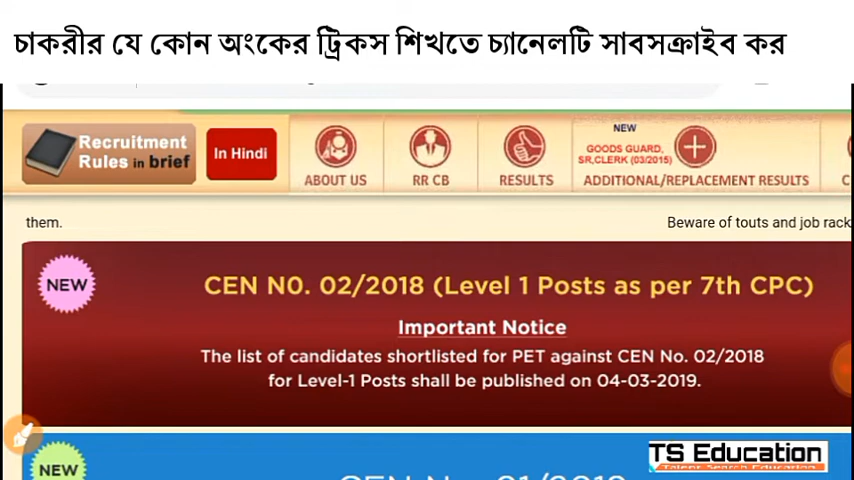 চাকরীর যে কোন অংকের ট্রিকস শিখতে চ্যানেলটি সাবসক্রাইব কর
Recruitment
Rules in brief
In Hindi
ABOUT US
RR CB
RESULTS
NEW
GOODS GUARD,
SR,CLERK (03/2015)
ADDITIONAL/REPLACEMENT RESULTS
them.
Beware of touts and job rack
NEW
CEN N0. 02/2018 (Level 1 Posts as per 7th CPC)
Important Notice
The list of candidates shortlisted for PET against CEN No. 02/2018
for Level-1 Posts shall be published on 04-03-2019.
NEW
TS Education
Talent Search Education